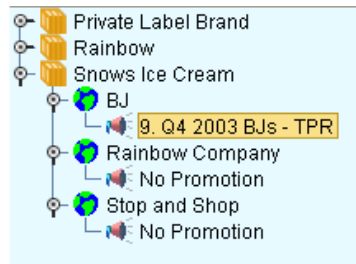 Private Label Brand
Rainbow
Snows Ice Cream
BJ
9. Q4 2003 BJs - TPR
Rainbow Company
No Promotion
Stop and Shop
No Promotion